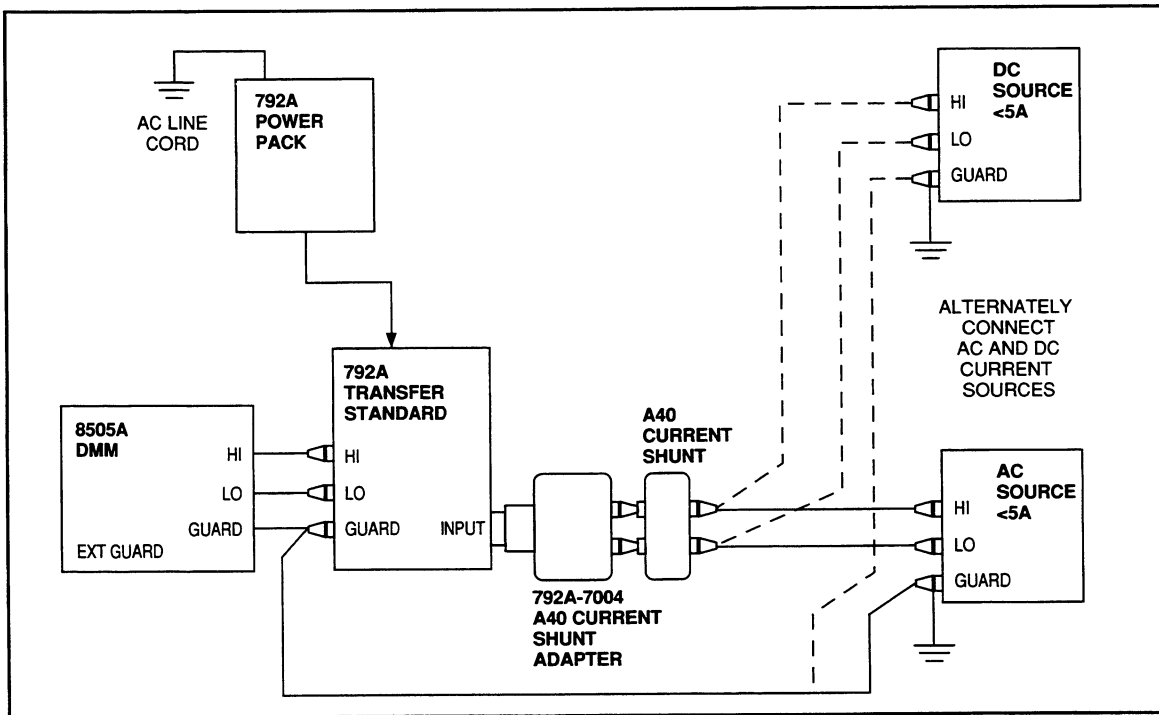 792A
POWER
PACK
AC LINE
CORD
DC
SOURCE
<5A
HI
LO
GUARD
ALTERNATELY
CONNECT
AC AND DC
CURRENT
SOURCES
792A
TRANSFER
STANDARD
HI
LO
GUARD
INPUT
8505A
DMM
HI
LO
GUARD
EXT GUARD
A40
CURRENT
SHUNT
792A-7004
A40 CURRENT
SHUNT
ADAPTER
AC
SOURCE
<5A
HI
LO
GUARD